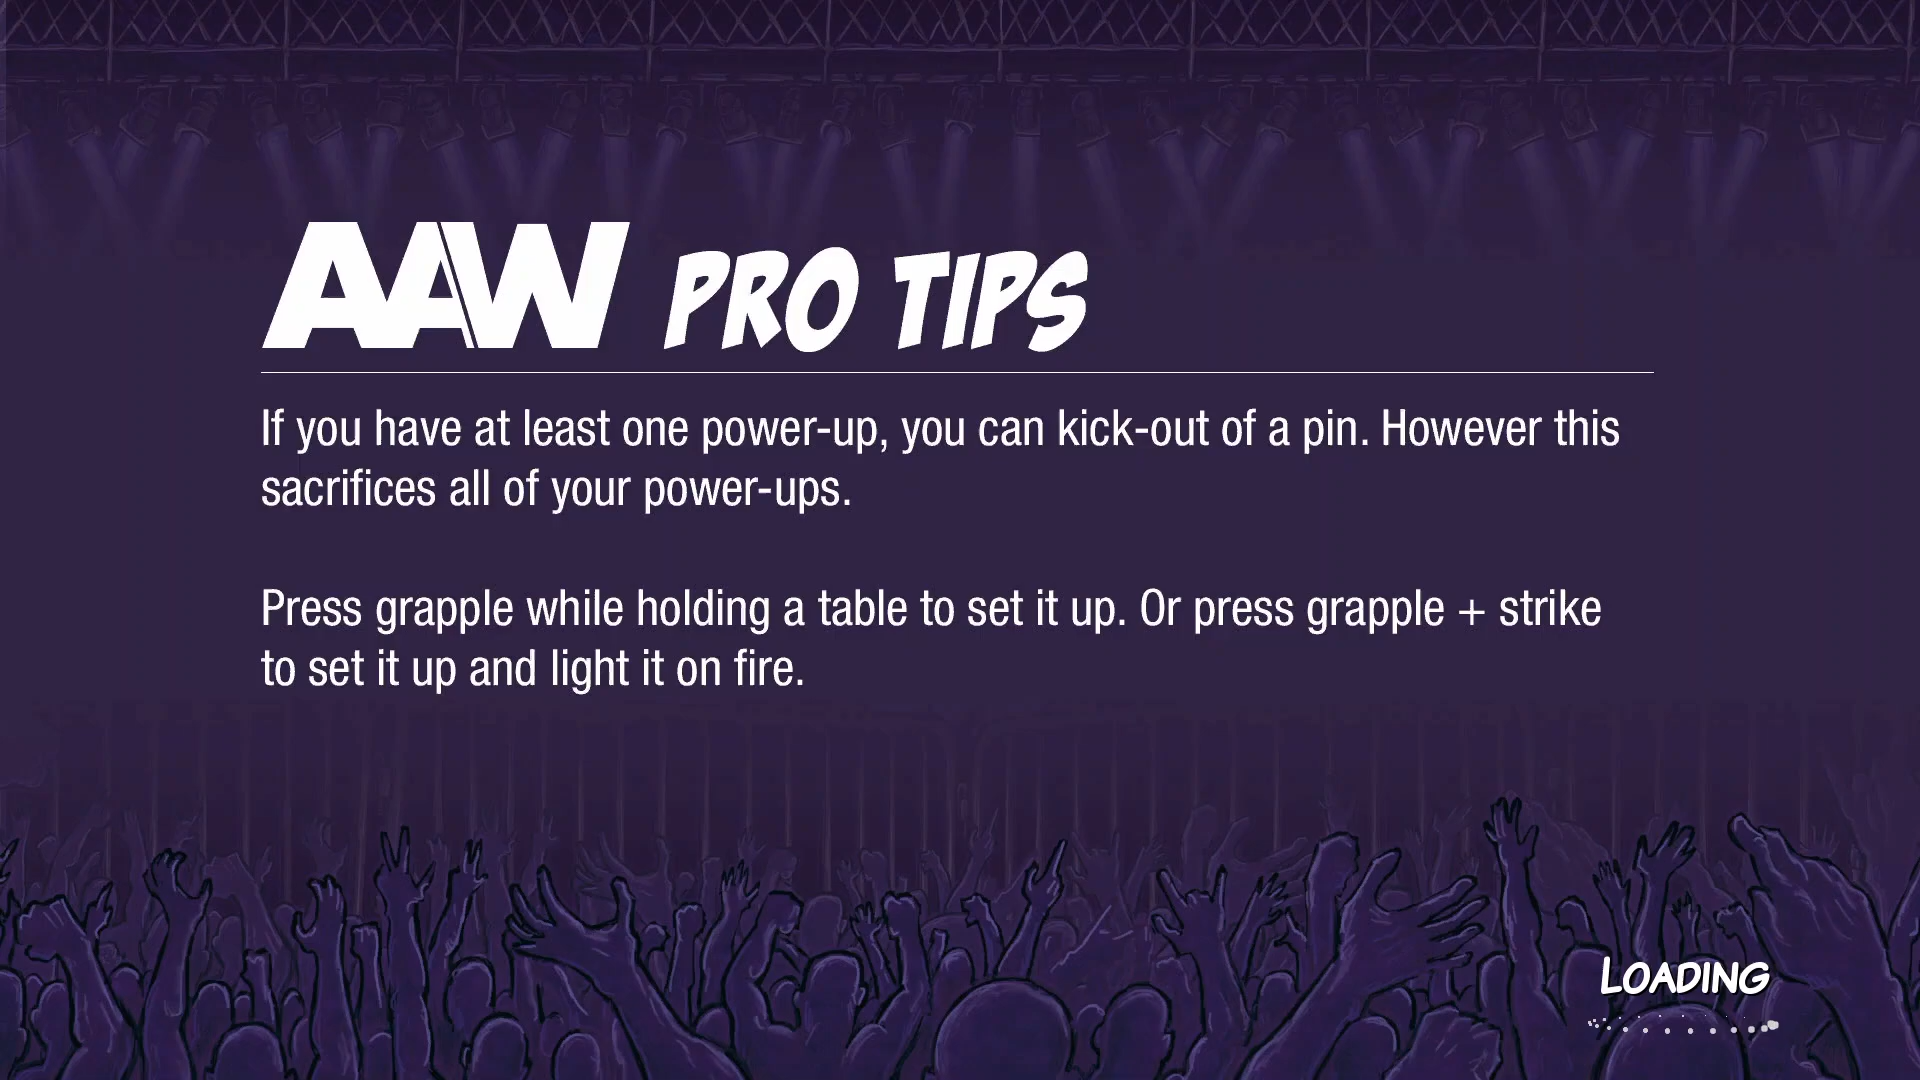 AAW PRO TIPS
If you have at least one power-up, you can kick-out of a pin. However this
sacrifices all of your power-ups.
Press grapple while holding a table to set it up. Or press grapple + strike
to set it up and light it on fire.
LOADING